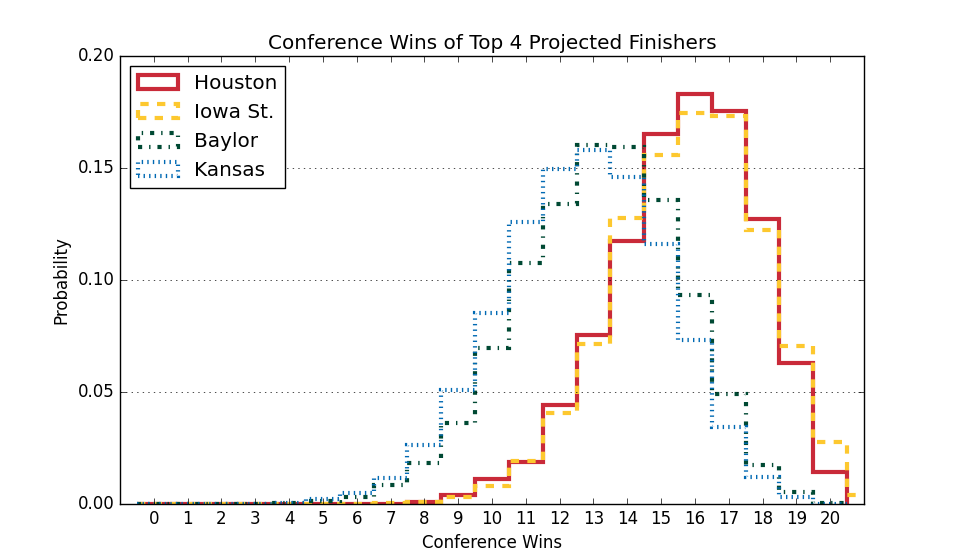 Conference Wins of Top 4 Projected Finishers
0.20
Houston
Iowa St.
Baylor
Kansas
0.15
0.10
0.05
0.00
Probability
0 1 2 3 4 5 6 7 8 9 10 11 12 13 14 15 16 17 18 19 20
Conference Wins